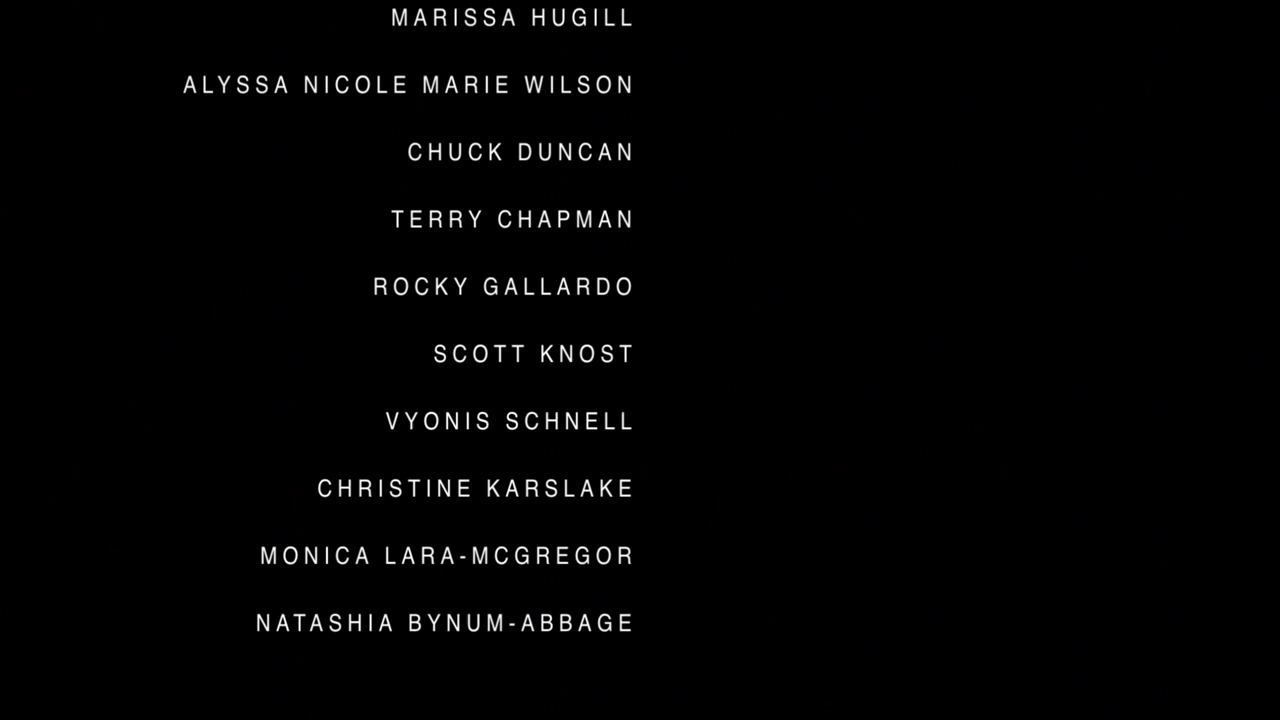 MARISSA HUGILL
ALYSSA NICOLE MARIE WILSON
CHUCK DUNCAN
TERRY CHAPMAN
ROCKY GALLARDO
SCOTT KNOST
VYONIS SCHNELL
CHRISTINE KARSLAKE
MONICA LARA-MCGREGOR
NATASHIA BYNUM-ABBAGE